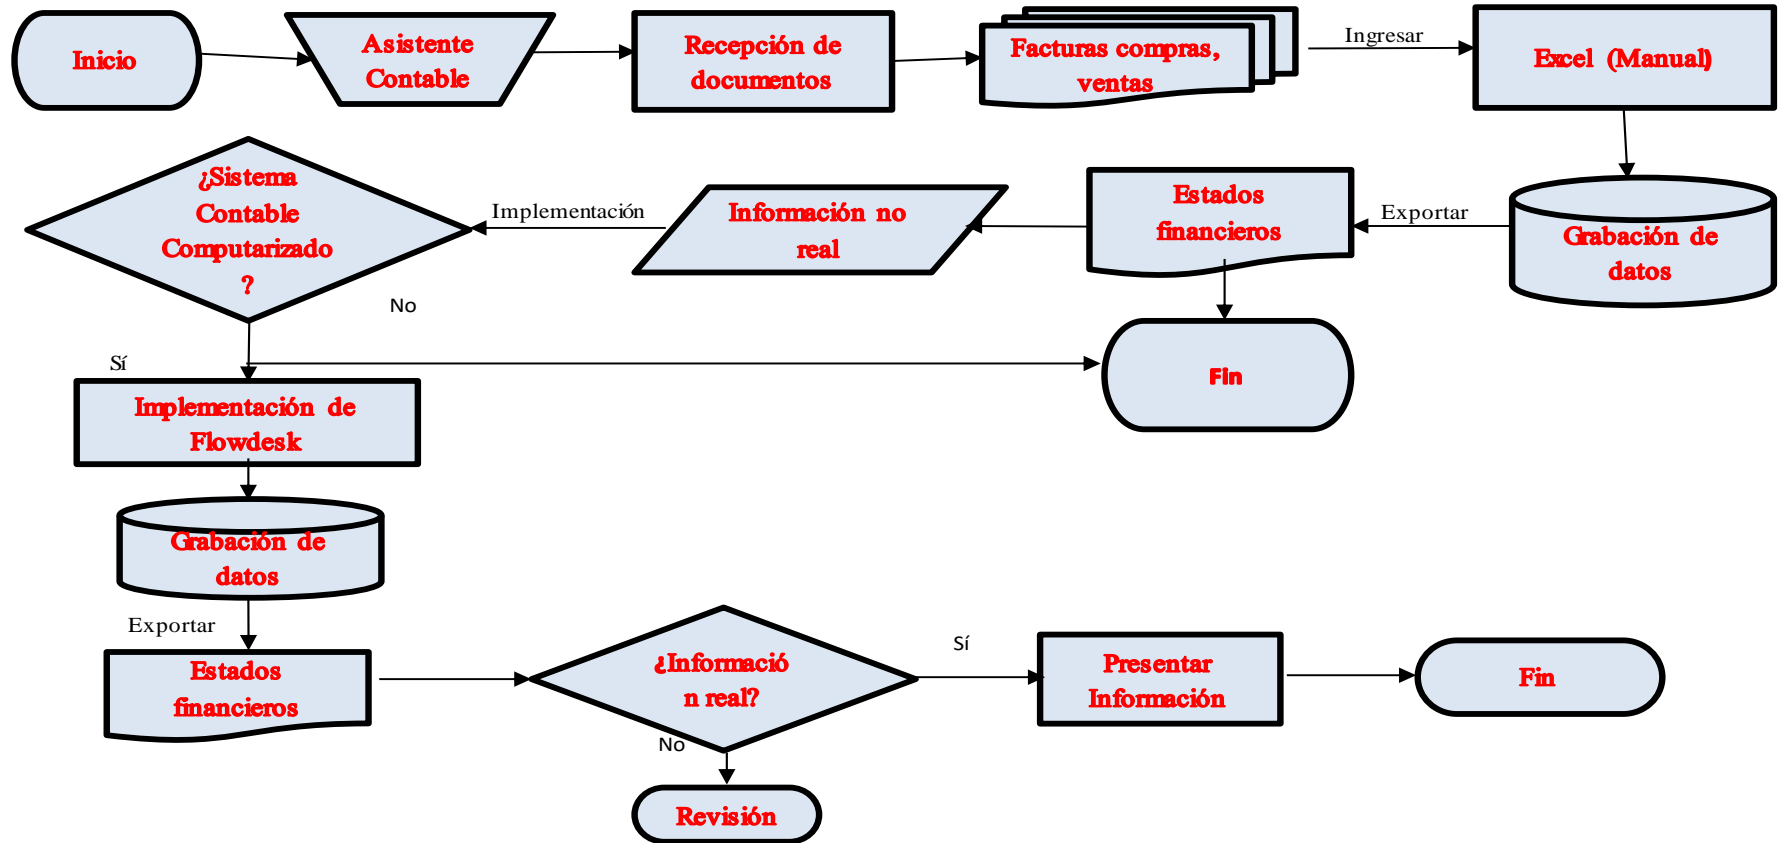 Inicio
Asistente
Contable
Recepción de
documentos
Facturas compras,
ventas
Ingresar
Excel (Manual)
¿Sistema
Contable
Computarizado
?
Implementación
Información no
real
Estados
financieros
Exportar
Grabación de
datos
No
Sí
Fin
Implementación de
Flowdesk
Grabación de
datos
Exportar
Estados
financieros
¿Informació
n real?
Sí
Presentar
Información
Fin
No
Revisión